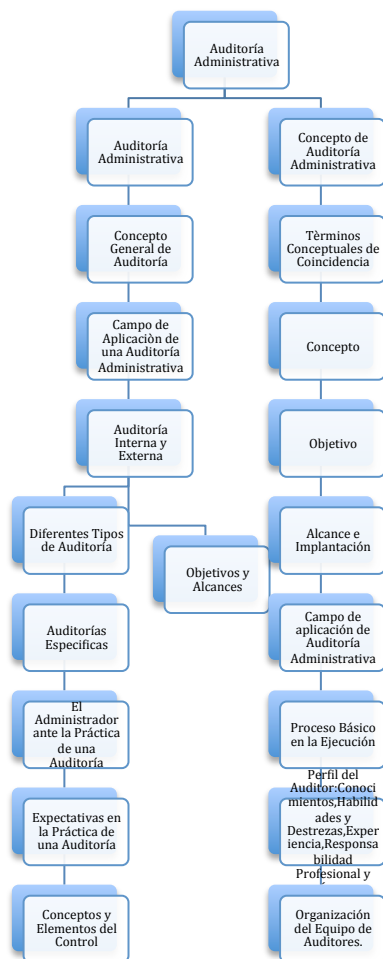 Auditoría
Administrativa
Auditoría
Administrativa
Concepto
General de
Auditoría
Campo de
Aplicaciòn de
una Auditoría
Administrativa
Auditoría
Interna y
Externa
Diferentes Tipos
de Auditoría
Auditorías
Especificas
El
Administrador
ante la Práctica
de una
Auditoría
Expectativas en
la Práctica de
una Auditoría
Conceptos y
Elementos del
Control
Objetivos y
Alcances
Concepto de
Auditoría
Administrativa
Tèrminos
Conceptuales de
Coincidencia
Concepto
Objetivo
Alcance e
Implantación
Campo de
aplicación de
Auditoría
Administrativa
Proceso Básico
en la Ejecución
Perfil del
Auditor:Conoci
mientos,Habilid
ades y
Destrezas,Exper
iencia,Respons
abilidad
Profesional y
Organización
del Equipo de
Auditores.